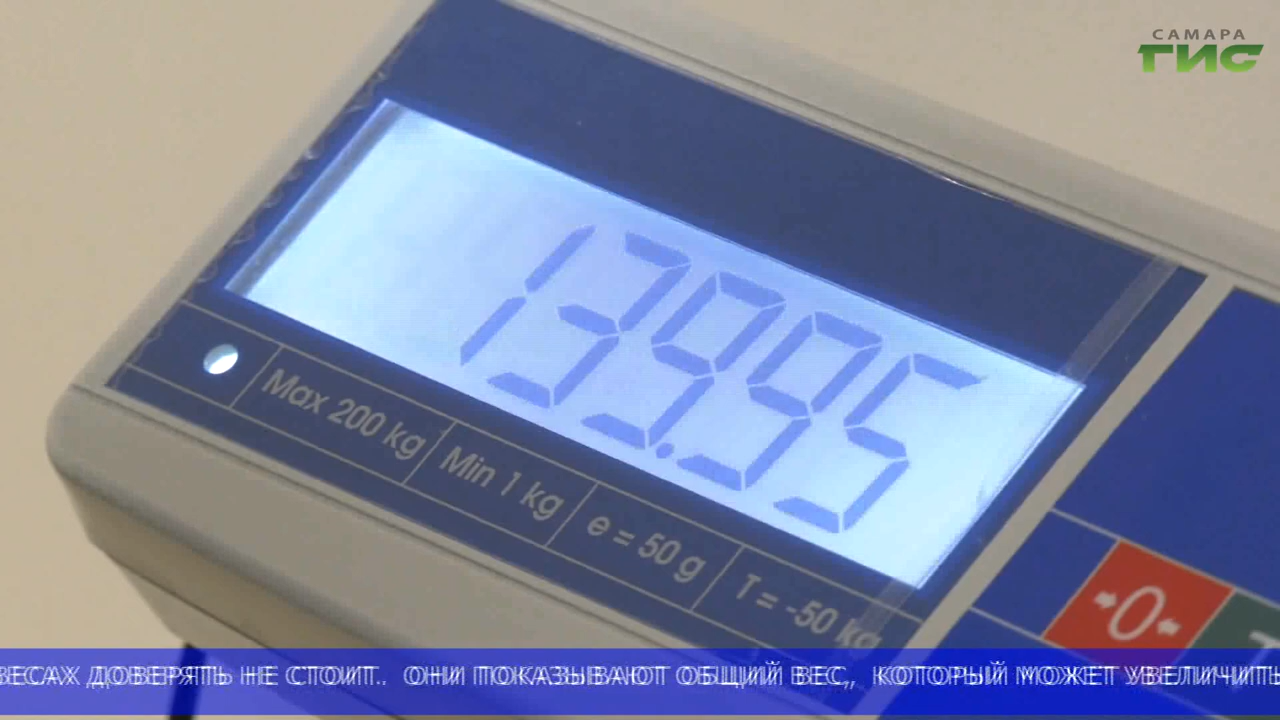 САМАРА
ГИС
139.95
Max 200 kg
Min 1 kg
e = 50 g
T = -50 kg
0
ВЕСАХ ДОВЕРЯТЬ НЕ СТОИТ. ОНИ ПОКАЗЫВАЮТ ОБЩИЙ ВЕС, КОТОРЫЙ МОЖЕТ УВЕЛИЧИТЬ